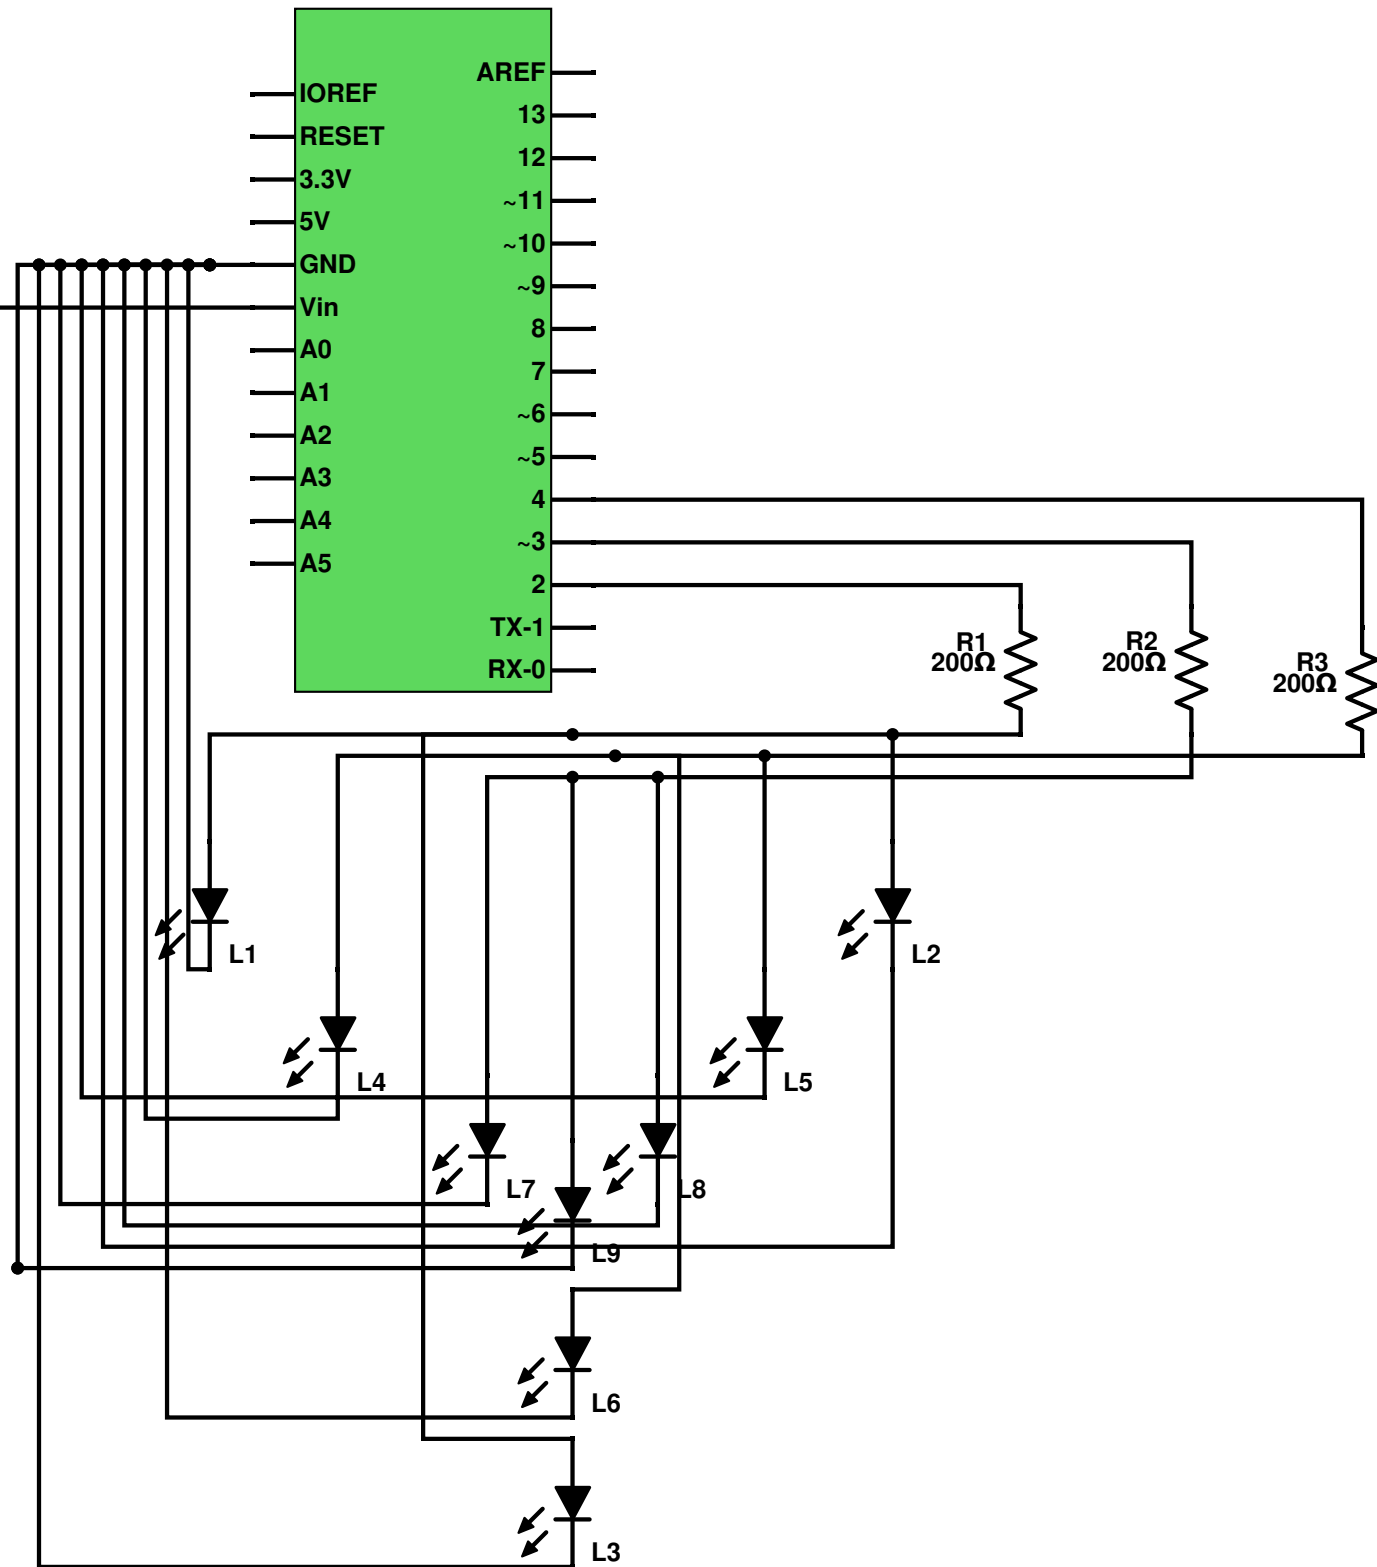 AREF
IOREF
13
RESET
12
3.3V
~11
5V
~10
GND
~9
Vin
8
A0
7
A1
~6
A2
~5
A3
4
A4
~3
A5
2
TX-1
RX-0
R1
200Ω
R2
200Ω
R3
200Ω
L1
L2
L4
L5
L7
L8
L9
L6
L3